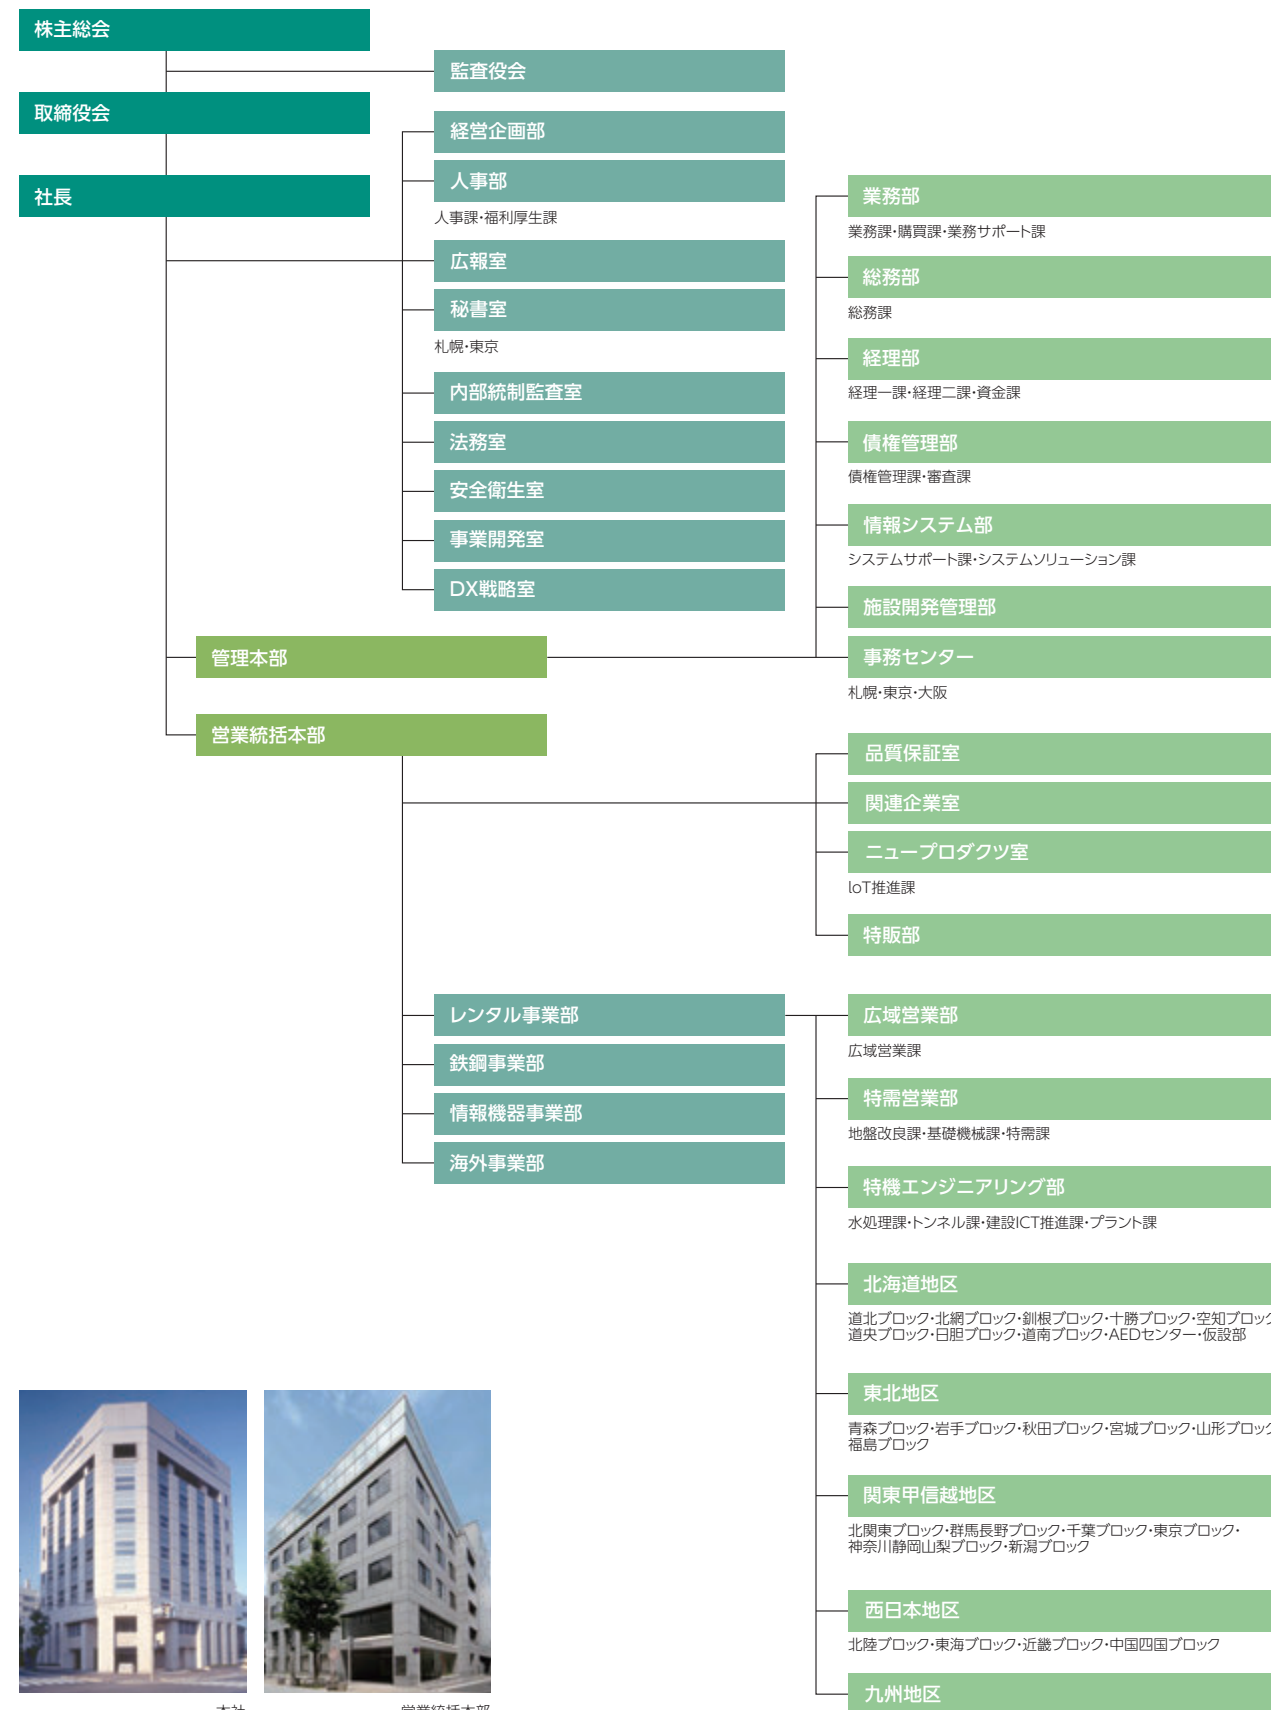 株主総会
監査役会
取締役会
経営企画部
人事部
人事課・福利厚生課
社長
広報室
秘書室
札幌・東京
内部統制監査室
法務室
安全衛生室
事業開発室
DX戦略室
管理本部
業務部
業務課・購買課・業務サポート課
総務部
総務課
経理部
経理一課・経理二課・資金課
債権管理部
債権管理課・審査課
情報システム部
システムサポート課・システムソリューション課
施設開発管理部
事務センター
札幌・東京・大阪
営業統括本部
品質保証室
関連企業室
ニュープロダクツ室
IoT推進課
特販部
レンタル事業部
鉄鋼事業部
情報機器事業部
海外事業部
広域営業部
広域営業課
特需営業部
地盤改良課・基礎機械課・特需課
特機エンジニアリング部
水処理課・トンネル課・建設ICT推進課・プラント課
北海道地区
道北ブロック・北網ブロック・釧根ブロック・十勝ブロック・空知ブロック
道央ブロック・日胆ブロック・道南ブロック・AEDセンター・仮設部
東北地区
青森ブロック・岩手ブロック・秋田ブロック・宮城ブロック・山形ブロック
福島ブロック
関東甲信越地区
北関東ブロック・群馬長野ブロック・千葉ブロック・東京ブロック・
神奈川静岡山梨ブロック・新潟ブロック
西日本地区
北陸ブロック・東海ブロック・近畿ブロック・中国四国ブロック
九州地区
本社
営業統括本部